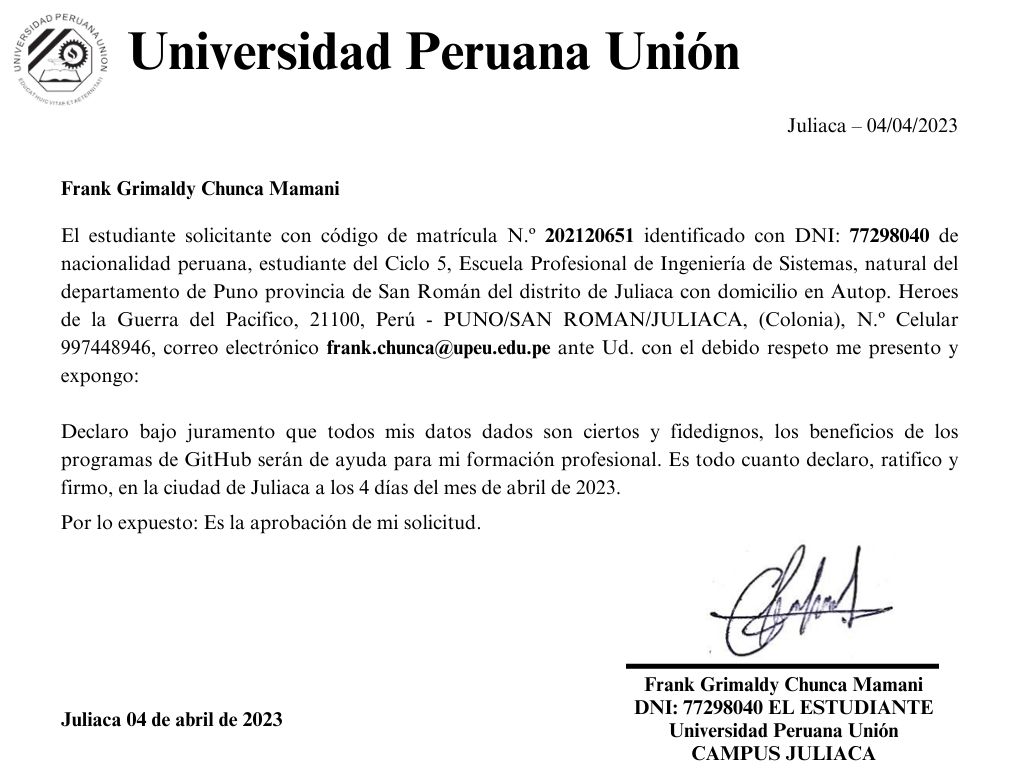 UNIVERSIDAD PERUANA UNION
Universidad Peruana Unión
Juliaca – 04/04/2023
Frank Grimaldy Chunca Mamani
El estudiante solicitante con código de matrícula N.º 202120651 identificado con DNI: 77298040 de
nacionalidad peruana, estudiante del Ciclo 5, Escuela Profesional de Ingeniería de Sistemas, natural del
departamento de Puno provincia de San Román del distrito de Juliaca con domicilio en Autop. Heroes
de la Guerra del Pacifico, 21100, Perú - PUNO/SAN ROMAN/JULIACA, (Colonia), N.º Celular
997448946, correo electrónico frank.chunca@upeu.edu.pe ante Ud. con el debido respeto me presento y
expongo:
Declaro bajo juramento que todos mis datos dados son ciertos y fidedignos, los beneficios de los
programas de GitHub serán de ayuda para mi formación profesional. Es todo cuanto declaro, ratifico y
firmo, en la ciudad de Juliaca a los 4 días del mes de abril de 2023.
Por lo expuesto: Es la aprobación de mi solicitud.
Frank Grimaldy Chunca Mamani
DNI: 77298040 EL ESTUDIANTE
Universidad Peruana Unión
CAMPUS JULIACA
Juliaca 04 de abril de 2023